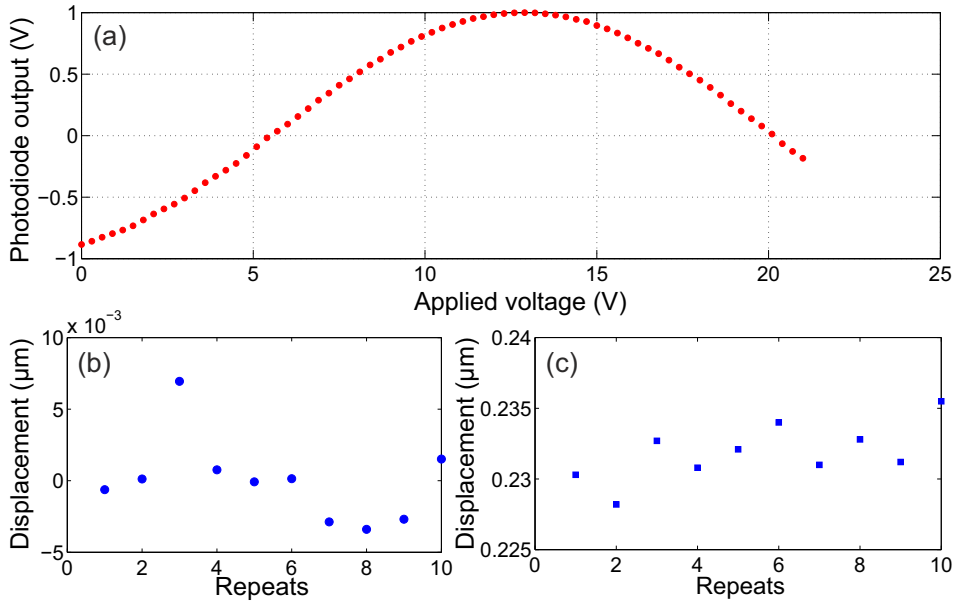 (a)
Photodiode output (V)
1
0.5
0
−0.5
−1
0 5 10 15 20 25
Applied voltage (V)
x 10⁻³
(b)
Displacement (µm)
10
5
0
−5
0 2 4 6 8 10
Repeats
(c)
Displacement (µm)
0.24
0.235
0.23
0.225
0 2 4 6 8 10
Repeats